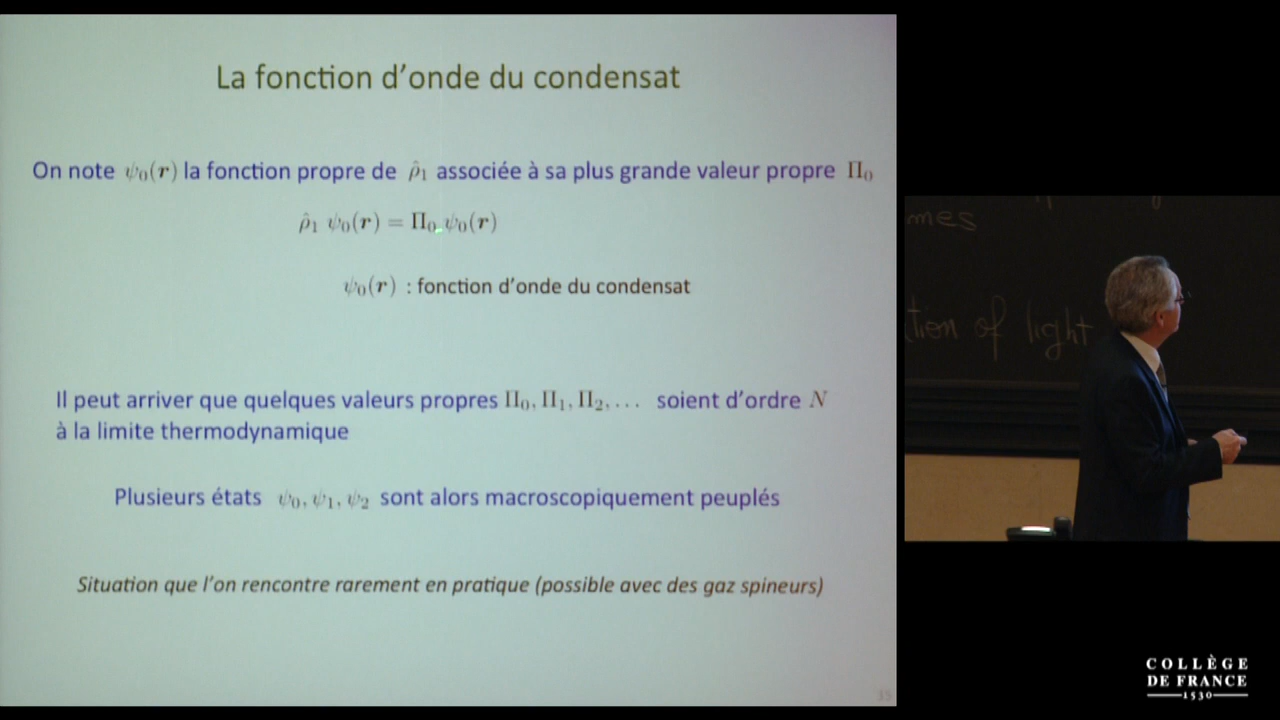 La fonction d'onde du condensat
On note ψ₀(r) la fonction propre de ρ̂₁ associée à sa plus grande valeur propre Π₀
ρ̂₁ ψ₀(r) = Π₀ ψ₀(r)
ψ₀(r) : fonction d'onde du condensat
Il peut arriver que quelques valeurs propres Π₀, Π₁, Π₂, ... soient d'ordre N
à la limite thermodynamique
Plusieurs états ψ₀, ψ₁, ψ₂ sont alors macroscopiquement peuplés
Situation que l'on rencontre rarement en pratique (possible avec des gaz spineurs)
15
mes
tion of light
COLLÈGE
DE FRANCE
1530